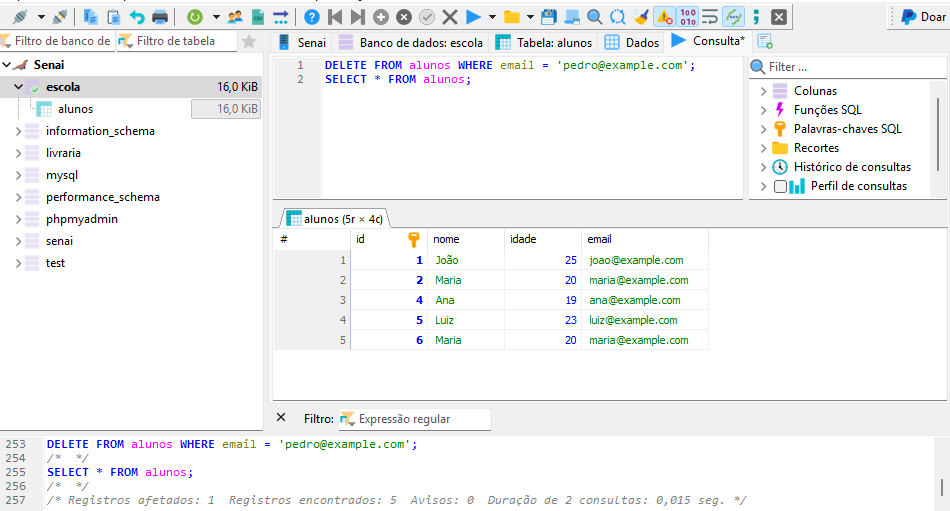 Doar
Filtro de banco de
Filtro de tabela
Senai
Banco de dados: escola
Tabela: alunos
Dados
Consulta*
Senai
escola 16,0 KiB
alunos 16,0 KiB
information_schema
livraria
mysql
performance_schema
phpmyadmin
senai
test
1 DELETE FROM alunos WHERE email = 'pedro@example.com';
2 SELECT * FROM alunos;
Filter ...
Colunas
Funções SQL
Palavras-chaves SQL
Recortes
Histórico de consultas
Perfil de consultas
alunos (5r × 4c)
# id nome idade email
1 1 João 25 joao@example.com
2 2 Maria 20 maria@example.com
3 4 Ana 19 ana@example.com
4 5 Luiz 23 luiz@example.com
5 6 Maria 20 maria@example.com
Filtro: Expressão regular
253 DELETE FROM alunos WHERE email = 'pedro@example.com';
254 /* */
255 SELECT * FROM alunos;
256 /* */
257 /* Registros afetados: 1 Registros encontrados: 5 Avisos: 0 Duração de 2 consultas: 0,015 seg. */